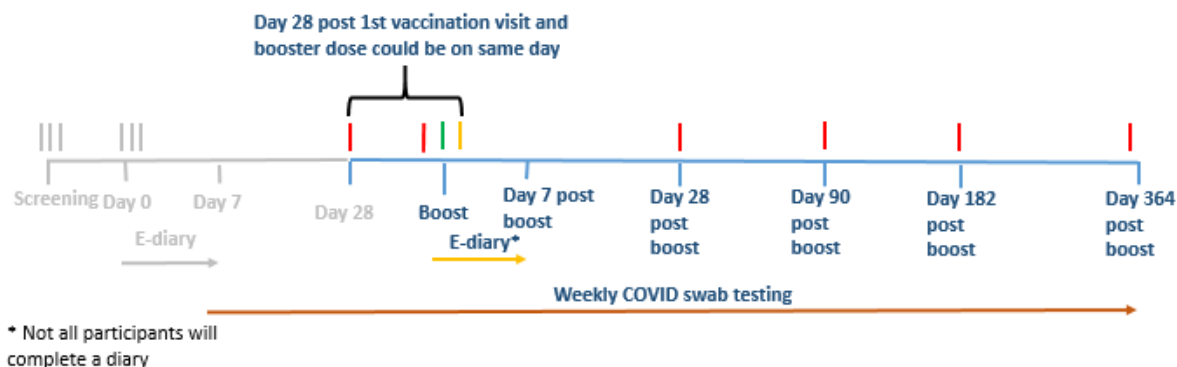 Day 28 post 1st vaccination visit and
booster dose could be on same day
Screening Day 0 Day 7 Day 28 Boost Day 7 post
boost
Day 28
post
boost
Day 90
post
boost
Day 182
post
boost
Day 364
post
boost
E-diary
E-diary*
Weekly COVID swab testing
* Not all participants will
complete a diary